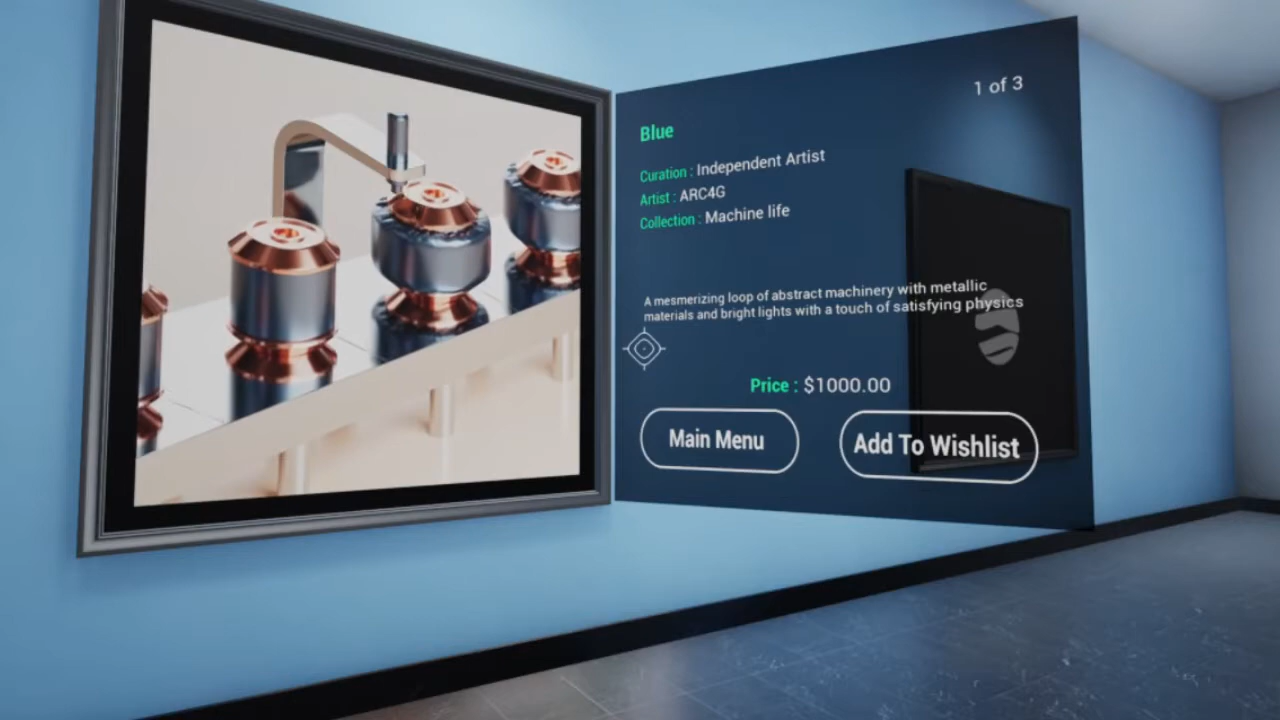 1 of 3
Blue
Curation : Independent Artist
Artist : ARC4G
Collection : Machine life
A mesmerizing loop of abstract machinery with metallic
materials and bright lights with a touch of satisfying physics
Price : $1000.00
Main Menu
Add To Wishlist